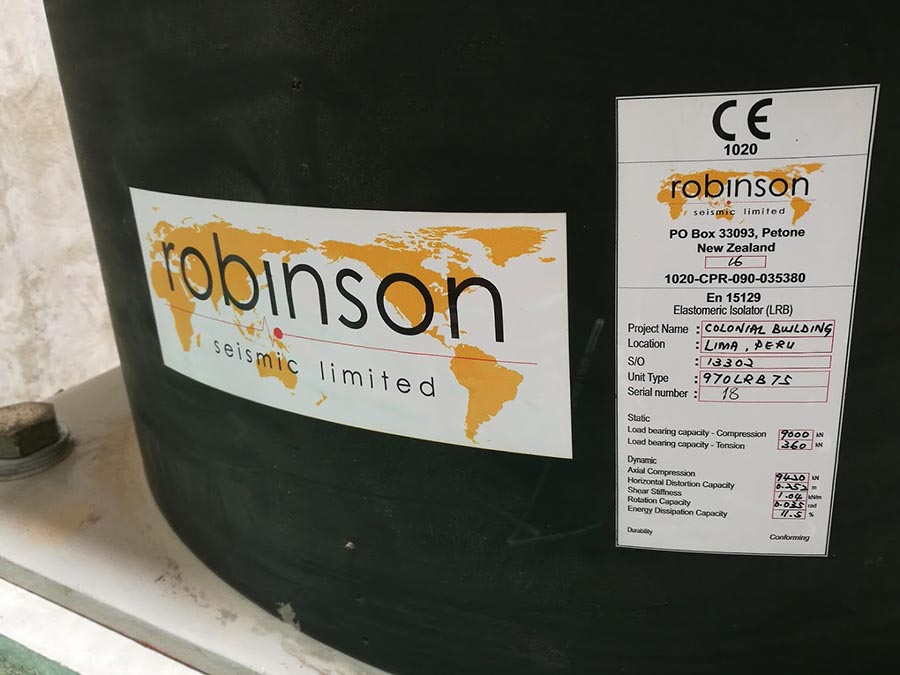 robinson
seismic limited
CE
1020
robinson
seismic limited
PO Box 33093, Petone
New Zealand
16
1020-CPR-090-035380
En 15129
Elastomeric Isolator (LRB)
Project Name : COLONIAL BUILDING
Location : LIMA, PERU
S/O : 13302
Unit Type : 970LRB75
Serial number : 18
Static
Load bearing capacity - Compression 9000 kN
Load bearing capacity - Tension 360 kN
Dynamic
Axial Compression 9420 kN
Horizontal Distortion Capacity 0.252 m
Shear Stiffness 1.04 kN/m
Rotation Capacity 0.035 rad
Energy Dissipation Capacity 11.5 %
Durability Conforming